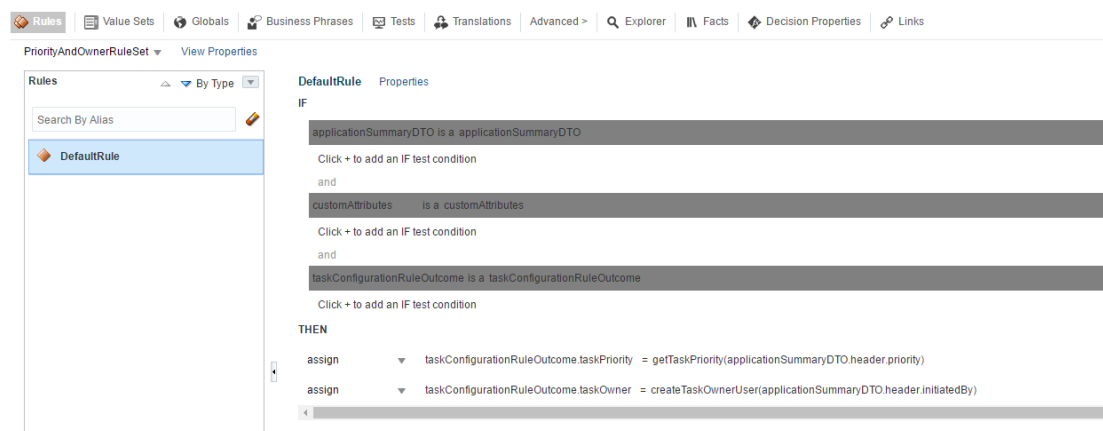 Rules Value Sets Globals Business Phrases Tests Translations Advanced > Explorer Facts Decision Properties Links
PriorityAndOwnerRuleSet View Properties
Rules By Type
Search By Alias
DefaultRule
DefaultRule Properties
IF
applicationSummaryDTO is a applicationSummaryDTO
Click + to add an IF test condition
and
customAttributes is a customAttributes
Click + to add an IF test condition
and
taskConfigurationRuleOutcome is a taskConfigurationRuleOutcome
Click + to add an IF test condition
THEN
assign taskConfigurationRuleOutcome.taskPriority = getTaskPriority(applicationSummaryDTO.header.priority)
assign taskConfigurationRuleOutcome.taskOwner = createTaskOwnerUser(applicationSummaryDTO.header.initiatedBy)